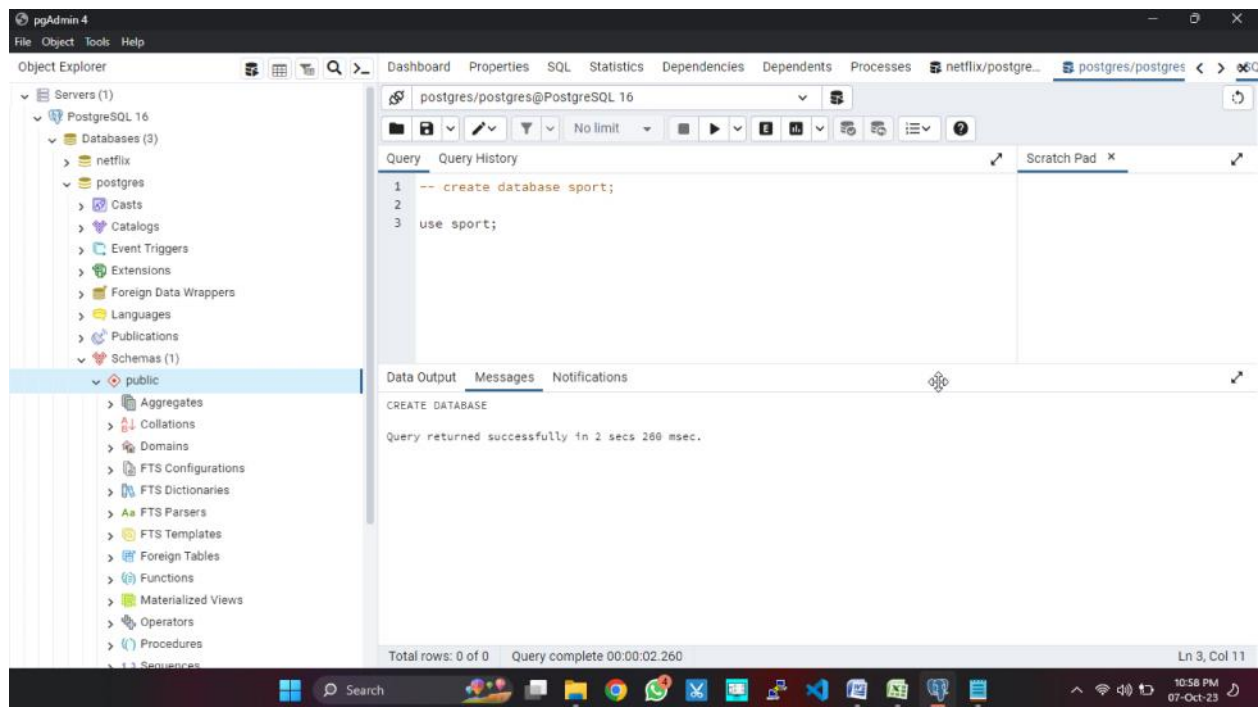 pgAdmin 4
File Object Tools Help
Object Explorer
Dashboard Properties SQL Statistics Dependencies Dependents Processes netflix/postgre... postgres/postgres
Servers (1)
PostgreSQL 16
Databases (3)
netflix
postgres
Casts
Catalogs
Event Triggers
Extensions
Foreign Data Wrappers
Languages
Publications
Schemas (1)
public
Aggregates
Collations
Domains
FTS Configurations
FTS Dictionaries
FTS Parsers
FTS Templates
Foreign Tables
Functions
Materialized Views
Operators
Procedures
Sequences
postgres/postgres@PostgreSQL 16
No limit
Query Query History
Scratch Pad
1 -- create database sport;
2
3 use sport;
Data Output Messages Notifications
CREATE DATABASE
Query returned successfully in 2 secs 260 msec.
Total rows: 0 of 0 Query complete 00:00:02.260 Ln 3, Col 11
Search
10:58 PM
07-Oct-23